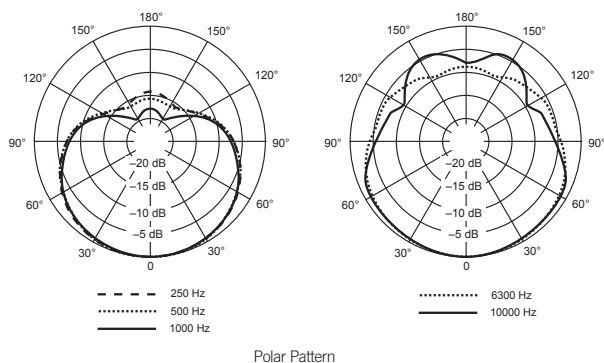 180°
150°
150°
120°
120°
90°
90°
60°
60°
30°
30°
0
–20 dB
–15 dB
–10 dB
–5 dB
250 Hz
500 Hz
1000 Hz
180°
150°
150°
120°
120°
90°
90°
60°
60°
30°
30°
0
–20 dB
–15 dB
–10 dB
–5 dB
6300 Hz
10000 Hz
Polar Pattern